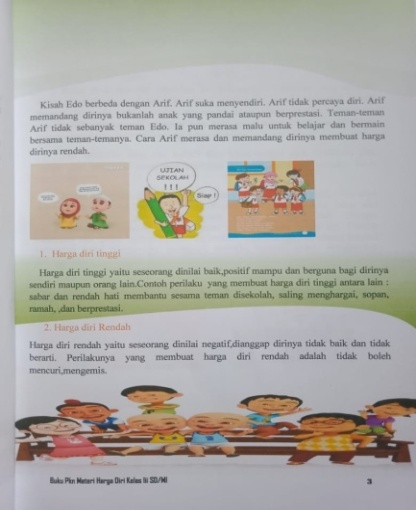 Kisah Edo berbeda dengan Arif. Arif suka menyendiri. Arif tidak percaya diri. Arif
memandang dirinya bukanlah anak yang pandai ataupun berprestasi. Teman-teman
Arif tidak sebanyak teman Edo. Ia pun merasa malu untuk belajar dan bermain
bersama teman-temanya. Cara Arif merasa dan memandang dirinya membuat harga
dirinya rendah.
UJIAN
SEKOLAH
!!!
Siap !
1. Harga diri tinggi
Harga diri tinggi yaitu seseorang dinilai baik,positif mampu dan berguna bagi dirinya
sendiri maupun orang lain.Contoh perilaku yang membuat harga diri tinggi antara lain :
sabar dan rendah hati membantu sesama teman disekolah, saling menghargai, sopan,
ramah, ,dan berprestasi.
2. Harga diri Rendah
Harga diri rendah yaitu seseorang dinilai negatif,dianggap dirinya tidak baik dan tidak
berarti. Perilakunya yang membuat harga diri rendah adalah tidak boleh
mencuri,mengemis.
Buku Pkn Materi Harga Diri Kelas III SD/MI
3